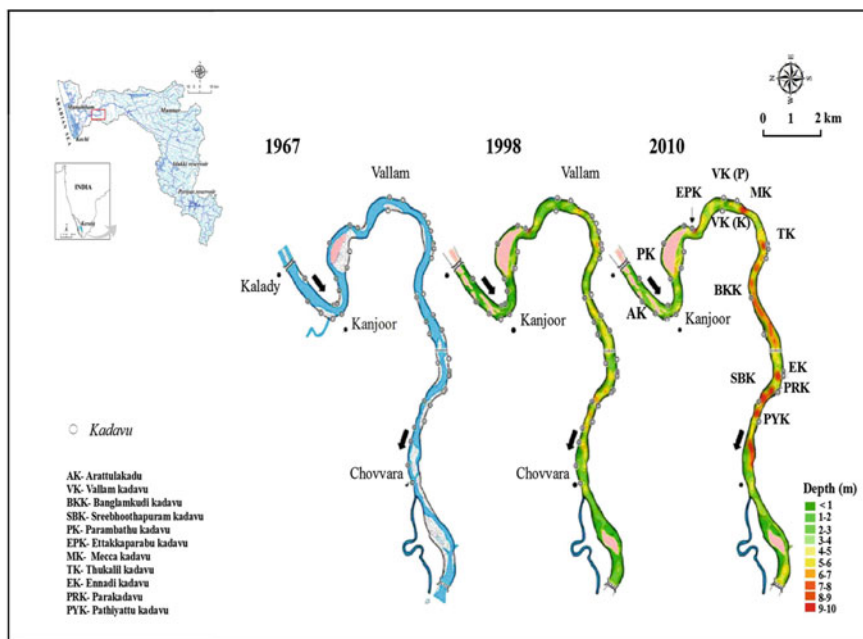 1967
1998
2010
0 1 2 km
INDIA
Kerala
Kochi
Vallam
Vallam
VK (P)
EPK
MK
VK (K)
TK
PK
Kalady
BKK
Kanjoor
Kanjoor
AK
Kanjoor
EK
SBK
PRK
PYK
Chovvara
Chovvara
Kadavu
AK- Arattulakadu
VK- Vallam kadavu
BKK- Banglamkudi kadavu
SBK- Sreebhoothapuram kadavu
PK- Parambathu kadavu
EPK- Ettakkaparabu kadavu
MK- Mecca kadavu
TK- Thukalil kadavu
EK- Ennadi kadavu
PRK- Parakadavu
PYK- Pathiyattu kadavu
Depth (m)
< 1
1-2
2-3
3-4
4-5
5-6
6-7
7-8
8-9
9-10